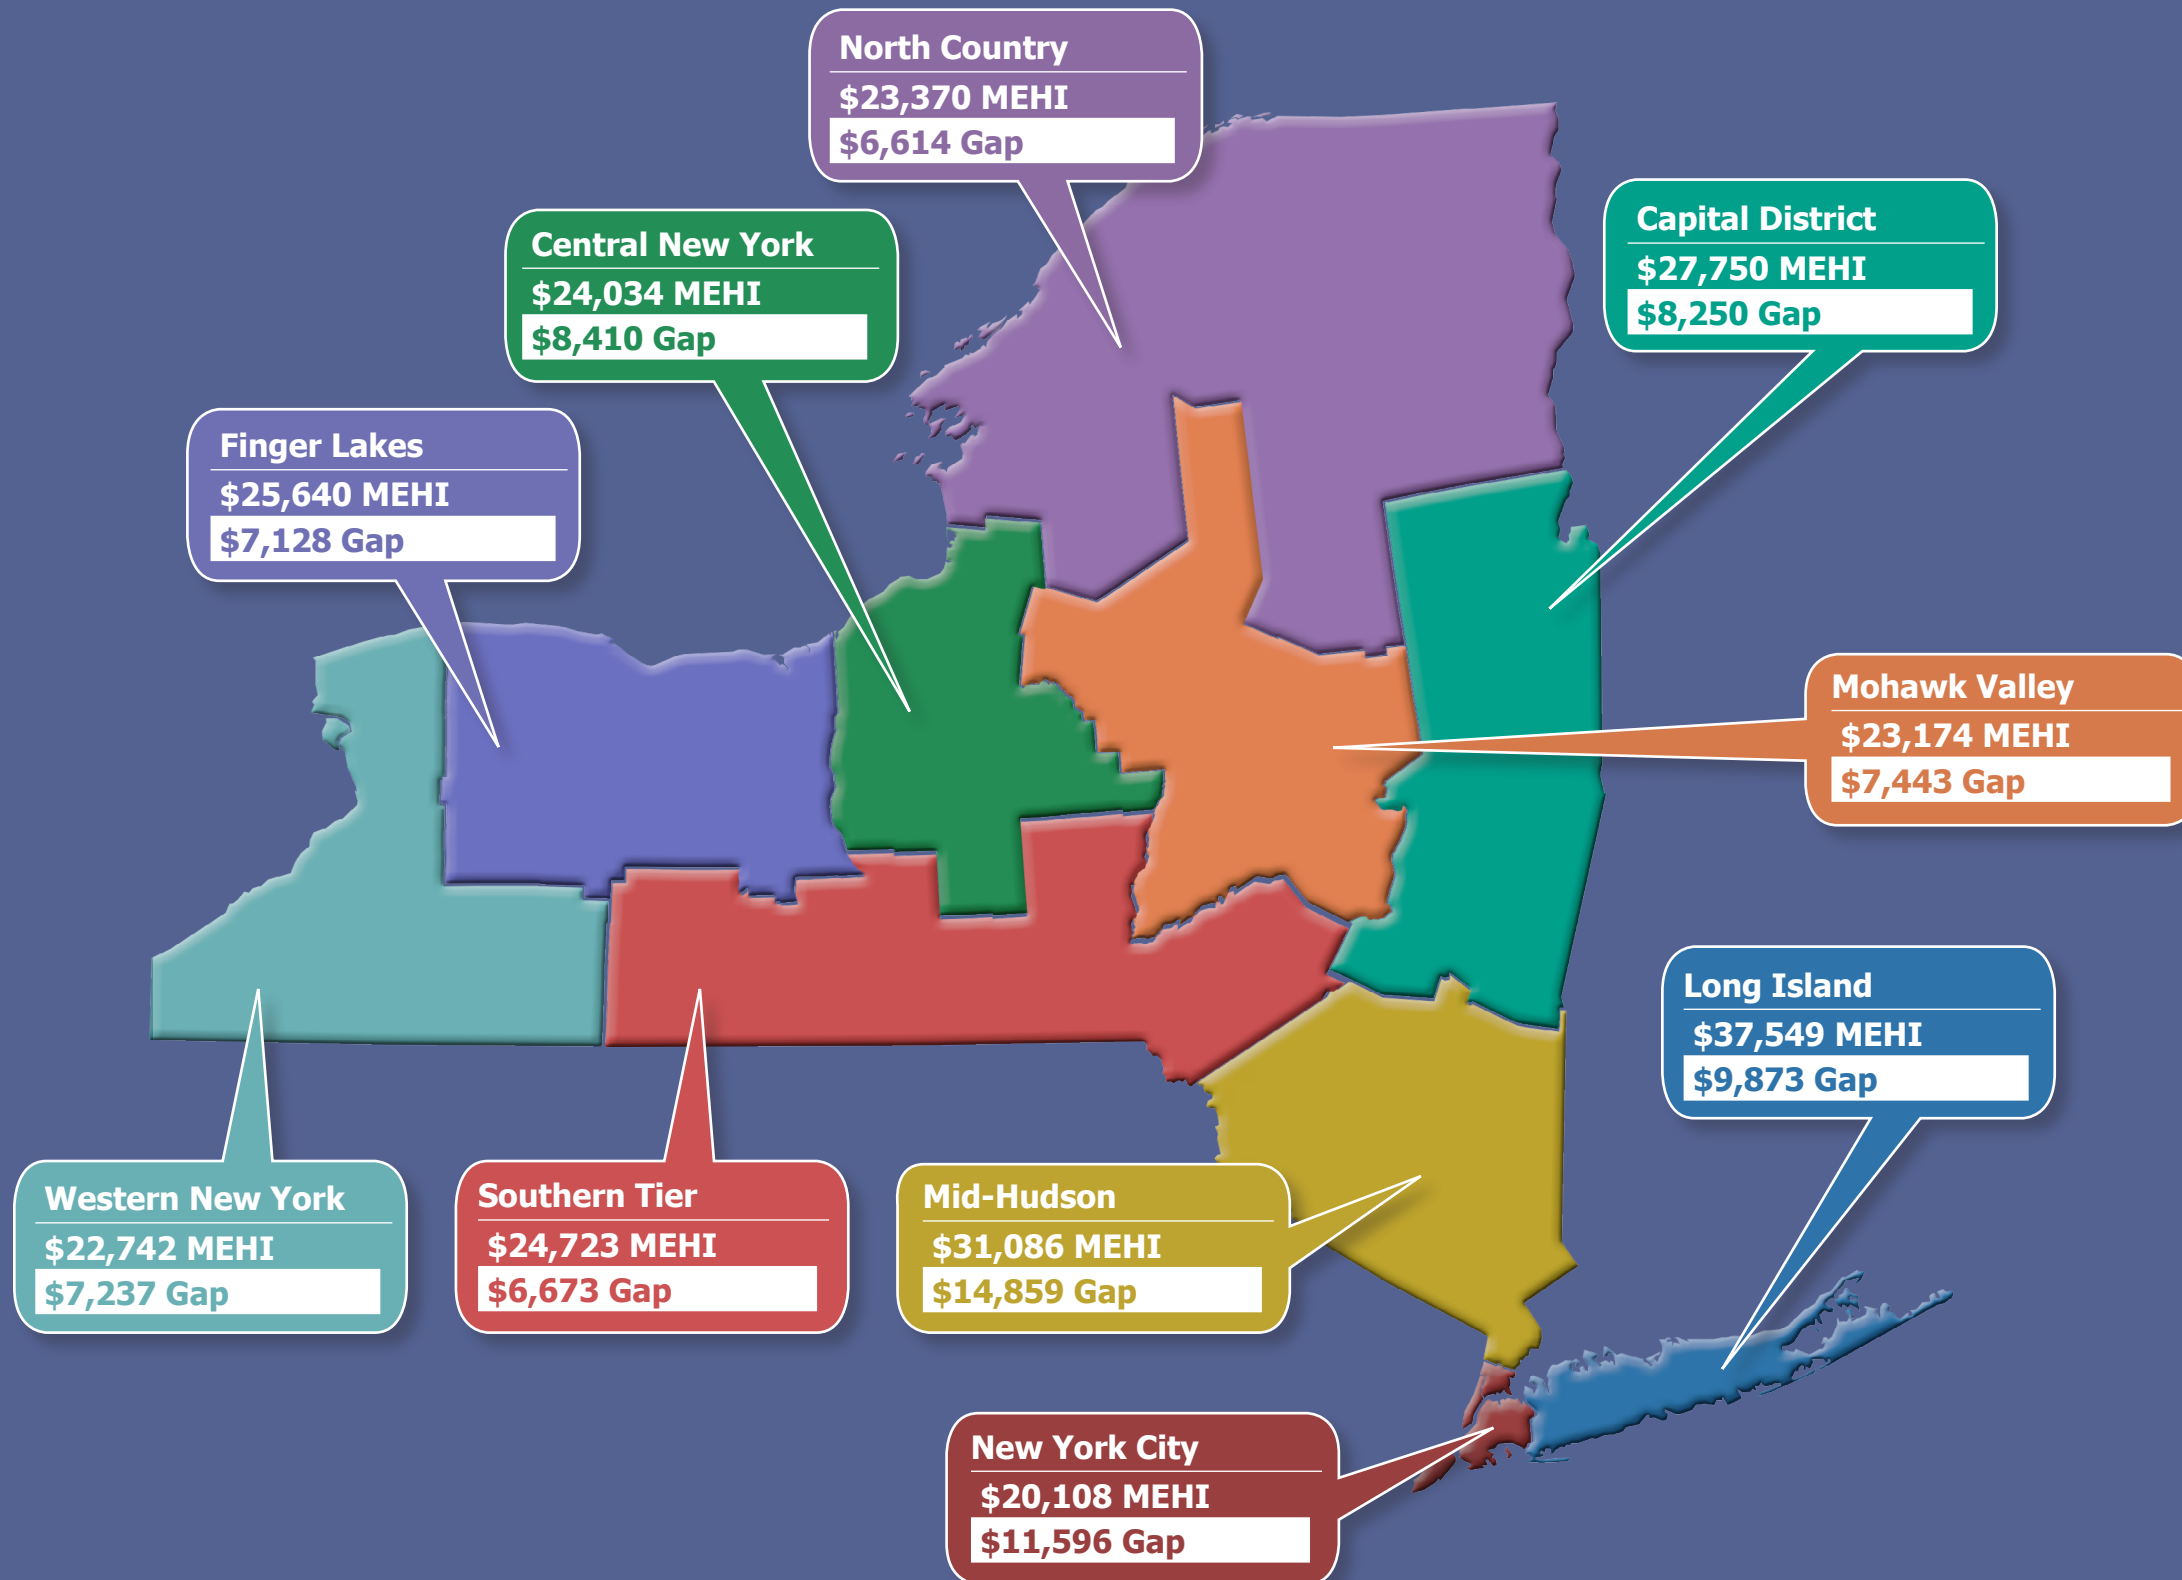 North Country
$23,370 MEHI
$6,614 Gap
Capital District
$27,750 MEHI
$8,250 Gap
Central New York
$24,034 MEHI
$8,410 Gap
Finger Lakes
$25,640 MEHI
$7,128 Gap
Mohawk Valley
$23,174 MEHI
$7,443 Gap
Long Island
$37,549 MEHI
$9,873 Gap
Western New York
$22,742 MEHI
$7,237 Gap
Southern Tier
$24,723 MEHI
$6,673 Gap
Mid-Hudson
$31,086 MEHI
$14,859 Gap
New York City
$20,108 MEHI
$11,596 Gap